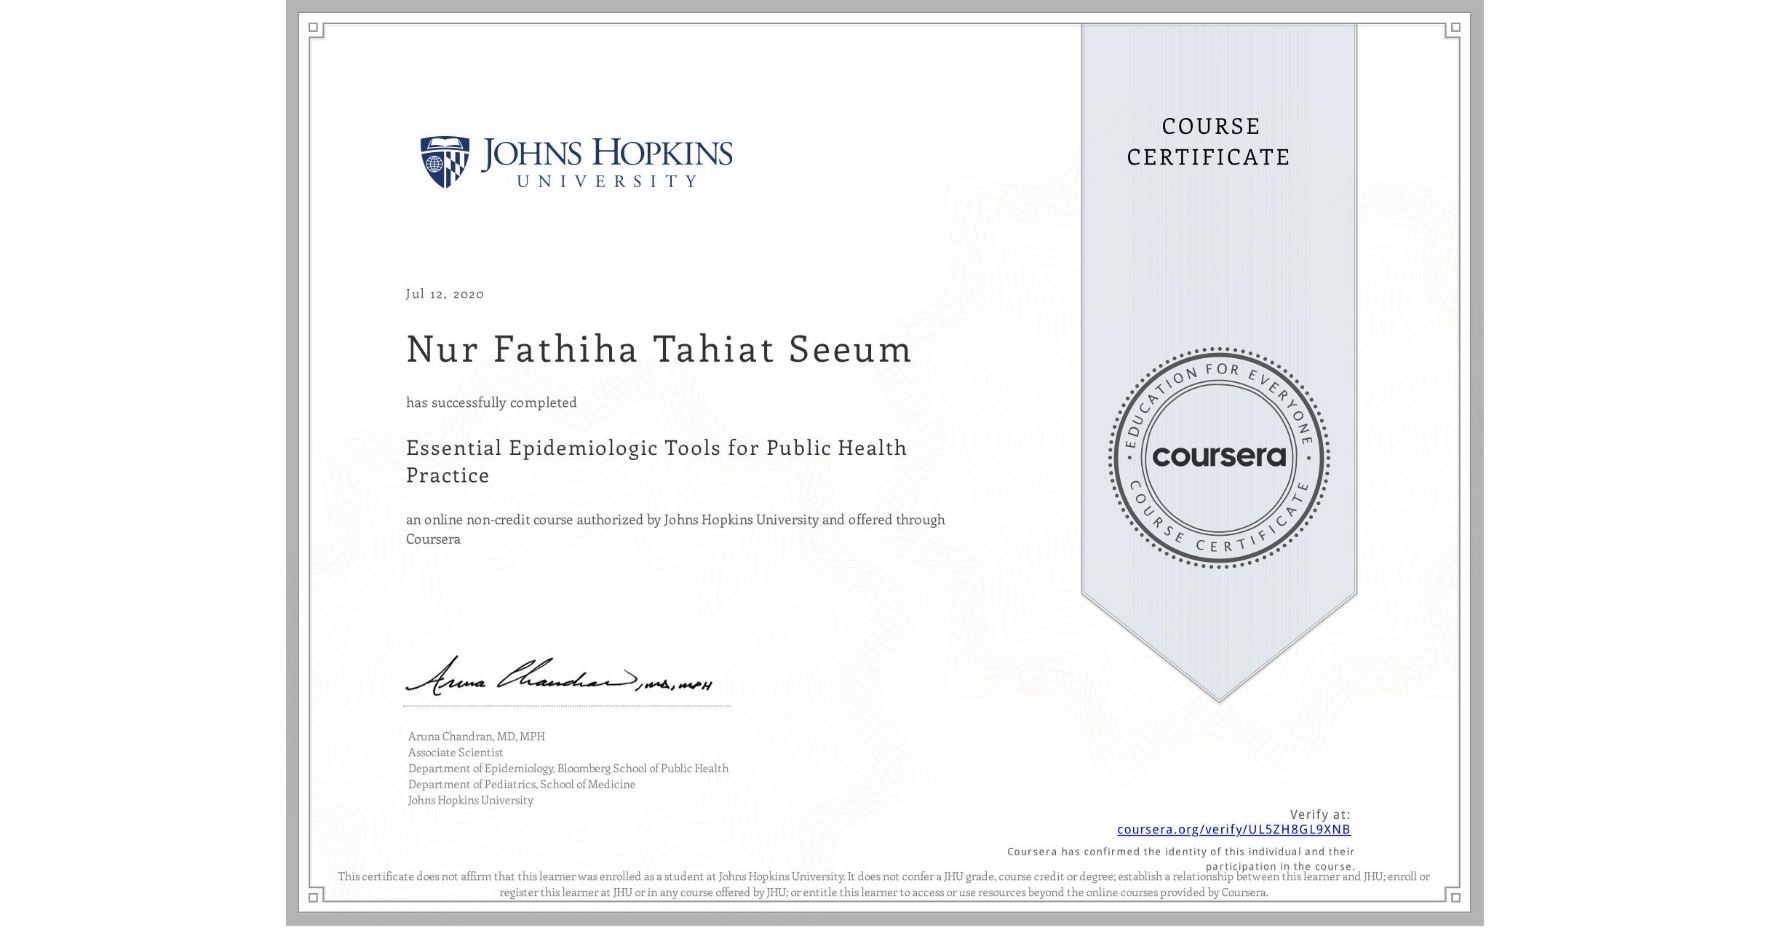 JOHNS HOPKINS
UNIVERSITY
COURSE
CERTIFICATE
Jul 12, 2020
Nur Fathiha Tahiat Seeum
has successfully completed
Essential Epidemiologic Tools for Public Health
Practice
an online non-credit course authorized by Johns Hopkins University and offered through
Coursera
EDUCATION FOR EVERYONE
coursera
COURSE CERTIFICATE
Aruna Chandran, MD, MPH
Aruna Chandran, MD, MPH
Associate Scientist
Department of Epidemiology, Bloomberg School of Public Health
Department of Pediatrics, School of Medicine
Johns Hopkins University
Verify at:
coursera.org/verify/UL5ZH8GL9XNB
Coursera has confirmed the identity of this individual and their
participation in the course.
This certificate does not affirm that this learner was enrolled as a student at Johns Hopkins University. It does not confer a JHU grade, course credit or degree; establish a relationship between this learner and JHU; enroll or
register this learner at JHU or in any course offered by JHU; or entitle this learner to access or use resources beyond the online courses provided by Coursera.